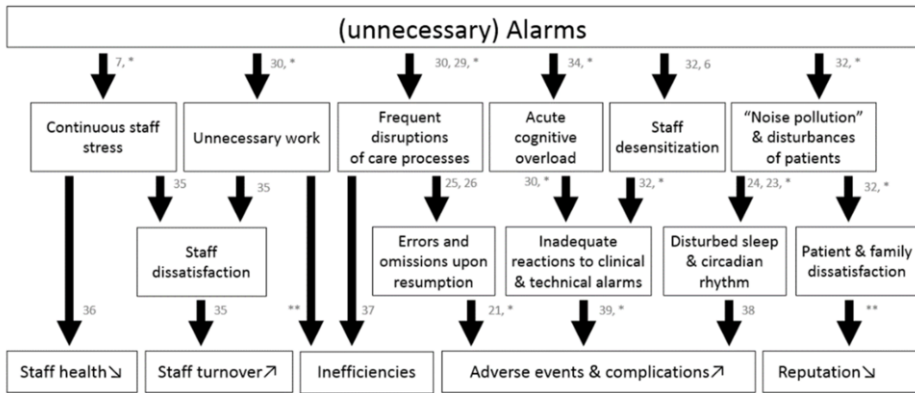 (unnecessary) Alarms
7, *
30, *
30, 29, *
34, *
32, 6
32, *
Continuous staff
stress
Unnecessary work
Frequent
disruptions
of care processes
Acute
cognitive
overload
Staff
desensitization
“Noise pollution”
& disturbances
of patients
35
35
25, 26
30, *
32, *
24, 23, *
32, *
Staff
dissatisfaction
Errors and
omissions upon
resumption
Inadequate
reactions to clinical
& technical alarms
Disturbed sleep
& circadian
rhythm
Patient & family
dissatisfaction
36
35
**
37
21, *
39, *
38
**
Staff health↘
Staff turnover↗
Inefficiencies
Adverse events & complications↗
Reputation↘